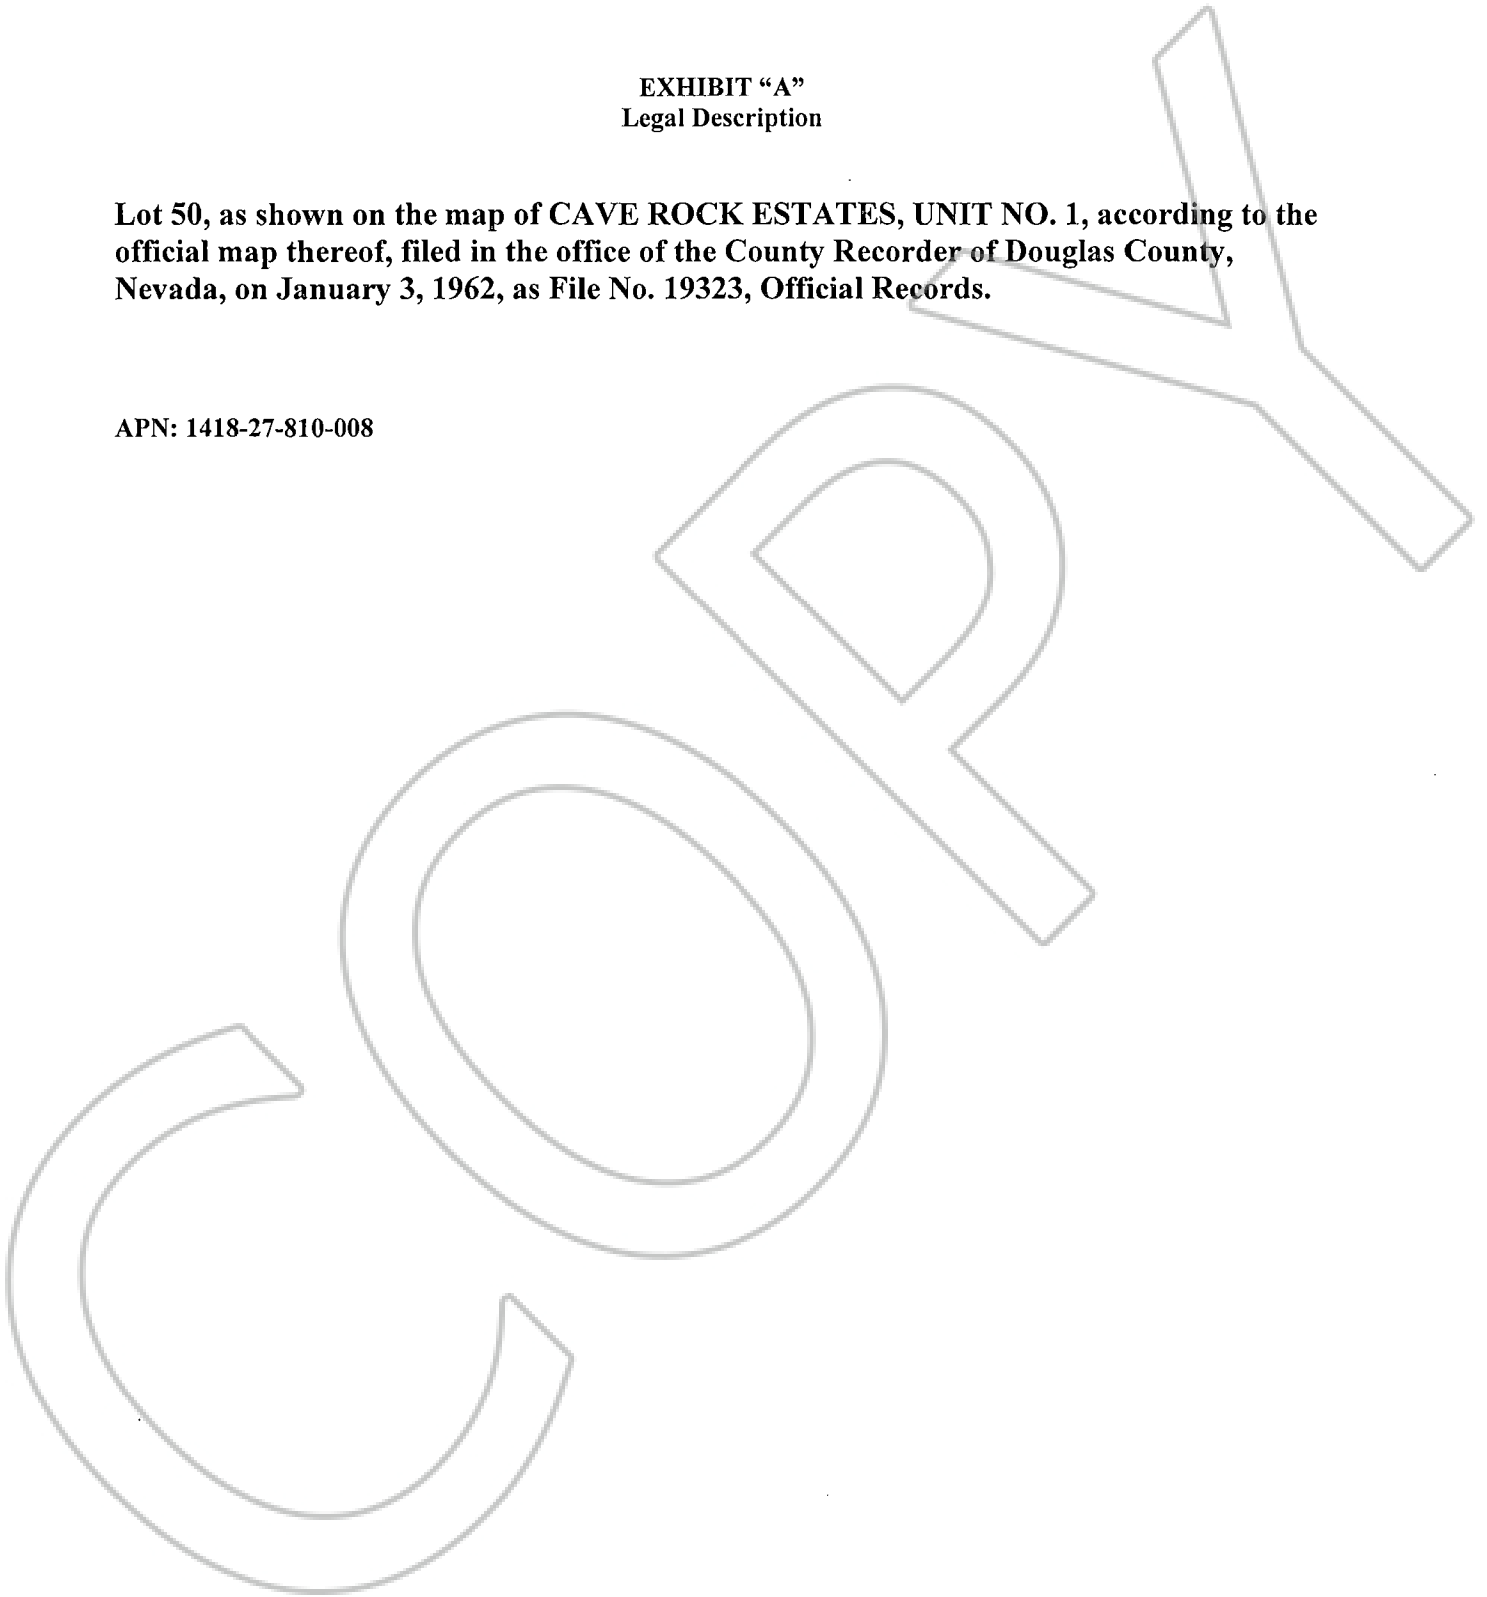 EXHIBIT “A”
Legal Description
Lot 50, as shown on the map of CAVE ROCK ESTATES, UNIT NO. 1, according to the
official map thereof, filed in the office of the County Recorder of Douglas County,
Nevada, on January 3, 1962, as File No. 19323, Official Records.
APN: 1418-27-810-008
COPY